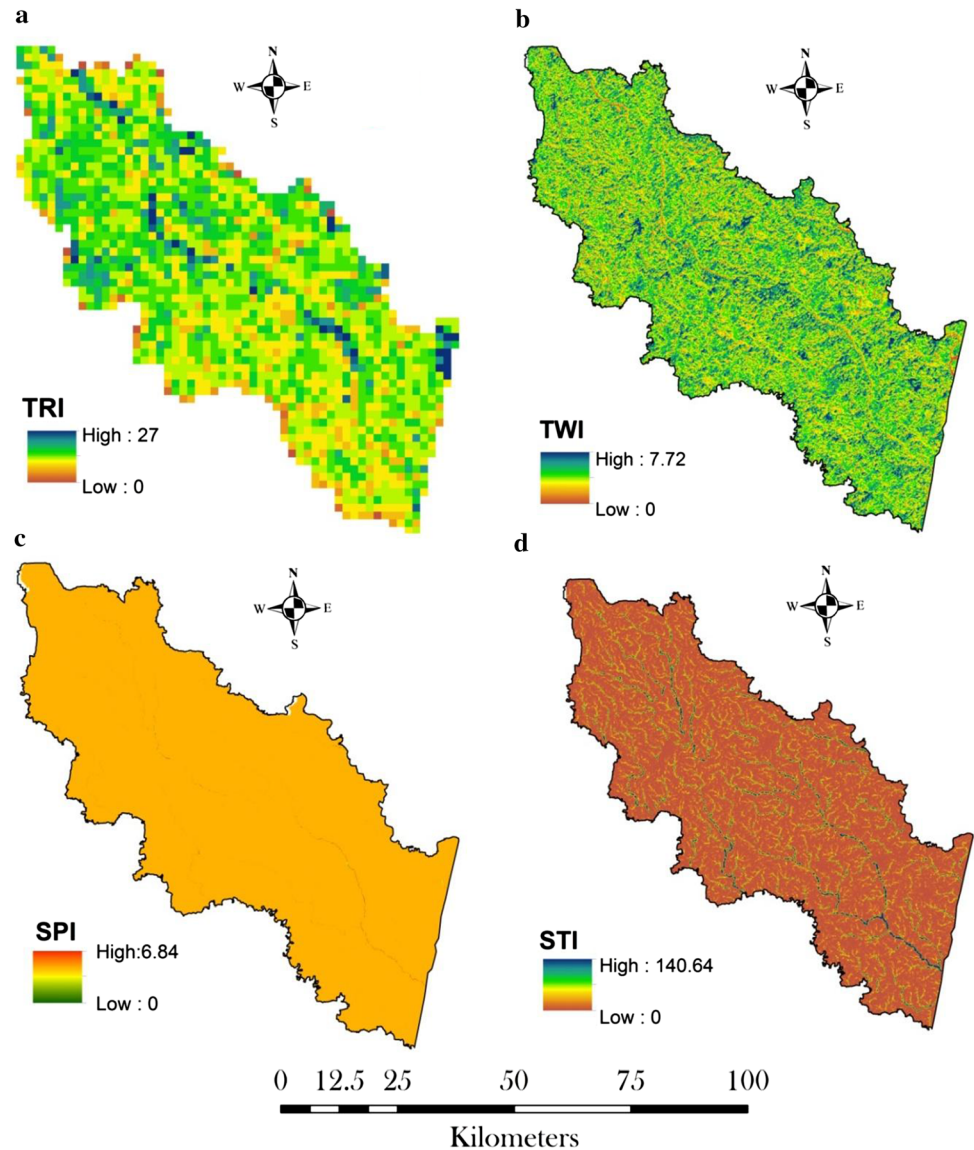 a
N
W E
S
TRI
High : 27
Low : 0
b
N
W E
S
TWI
High : 7.72
Low : 0
c
N
W E
S
SPI
High:6.84
Low : 0
d
N
W E
S
STI
High : 140.64
Low : 0
0 12.5 25 50 75 100
Kilometers